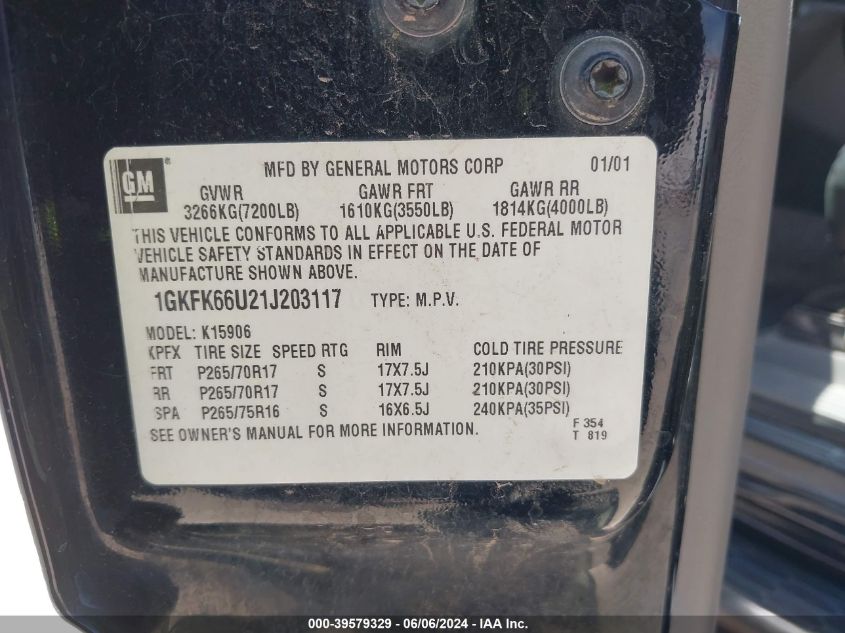 GM ® MFD BY GENERAL MOTORS CORP 01/01
GVWR GAWR FRT GAWR RR
3266KG(7200LB) 1610KG(3550LB) 1814KG(4000LB)
THIS VEHICLE CONFORMS TO ALL APPLICABLE U.S. FEDERAL MOTOR
VEHICLE SAFETY STANDARDS IN EFFECT ON THE DATE OF
MANUFACTURE SHOWN ABOVE.
1GKFK66U21J203117 TYPE: M.P.V.
MODEL: K15906
KPFX TIRE SIZE SPEED RTG RIM COLD TIRE PRESSURE
FRT P265/70R17 S 17X7.5J 210KPA(30PSI)
RR P265/70R17 S 17X7.5J 210KPA(30PSI)
SPA P265/75R16 S 16X6.5J 240KPA(35PSI)
SEE OWNER'S MANUAL FOR MORE INFORMATION.
F 354
T 819
000-39579329 - 06/06/2024 - IAA Inc.